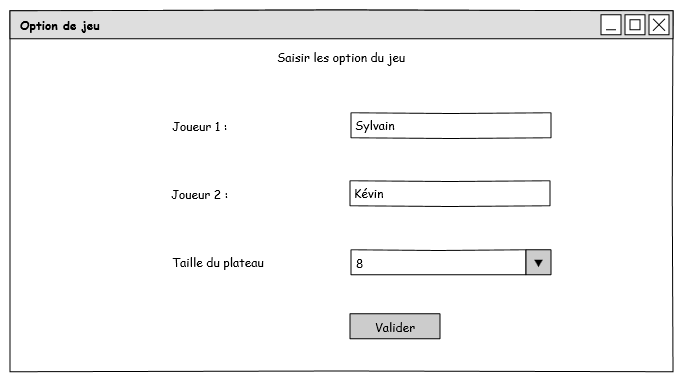 Option de jeu
Saisir les option du jeu
Joueur 1 :
Sylvain
Joueur 2 :
Kévin
Taille du plateau
8
Valider